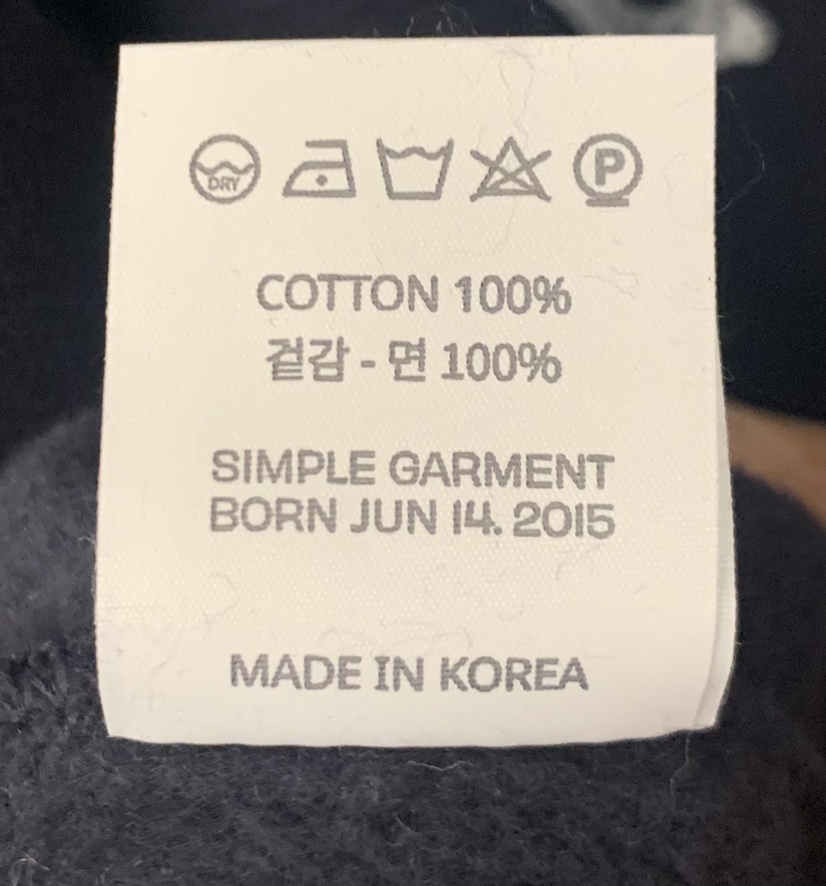 DRY
P
COTTON 100%
겉감 - 면 100%
SIMPLE GARMENT
BORN JUN 14. 2015
MADE IN KOREA